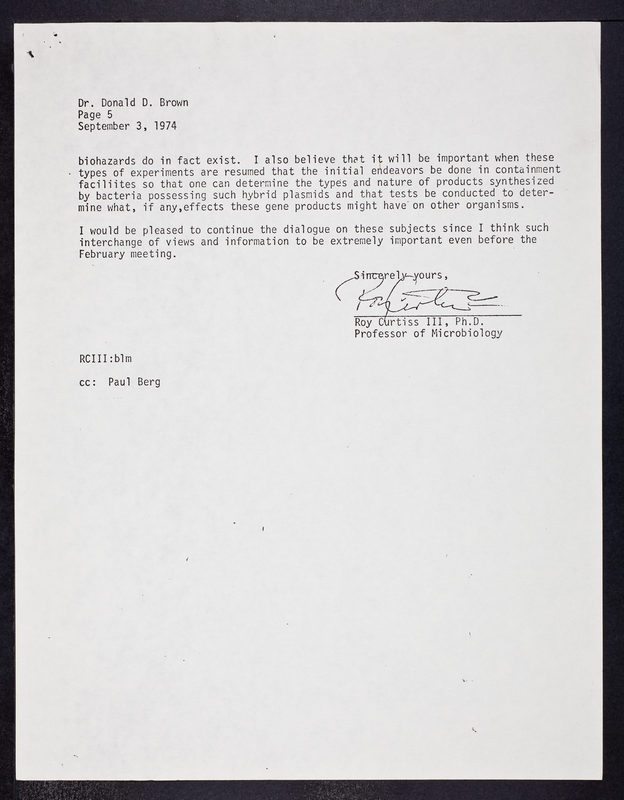 Dr. Donald D. Brown
Page 5
September 3, 1974
biohazards do in fact exist.  I also believe that it will be important when these
types of experiments are resumed that the initial endeavors be done in containment
faciliites so that one can determine the types and nature of products synthesized
by bacteria possessing such hybrid plasmids and that tests be conducted to deter-
mine what, if any,effects these gene products might have on other organisms.
I would be pleased to continue the dialogue on these subjects since I think such
interchange of views and information to be extremely important even before the
February meeting.
Sincerely yours,
Roy Curtiss
Roy Curtiss III, Ph.D.
Professor of Microbiology
RCIII:blm
cc:  Paul Berg